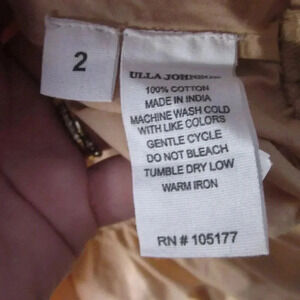 2
ULLA JOHNSON
100% COTTON
MADE IN INDIA
MACHINE WASH COLD
WITH LIKE COLORS
GENTLE CYCLE
DO NOT BLEACH
TUMBLE DRY LOW
WARM IRON
RN # 105177